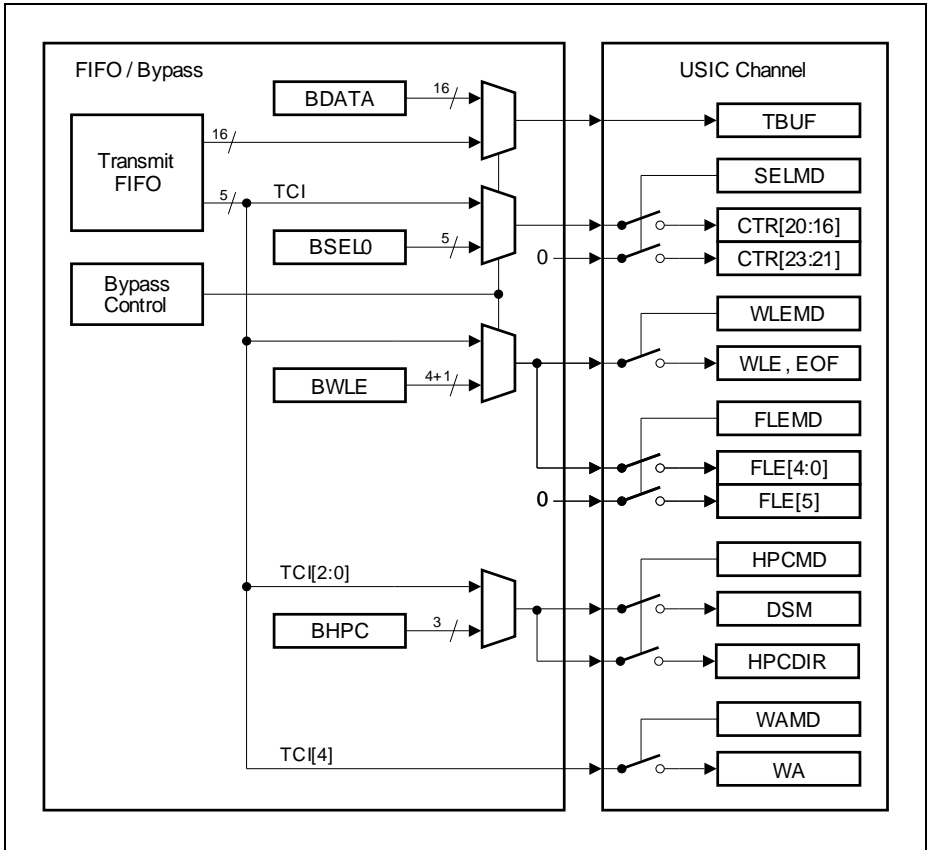 FIFO / Bypass
USIC Channel
BDATA
16
TBUF
16
Transmit
FIFO
SELMD
5
TCI
CTR[20:16]
BSEL0
5
0
CTR[23:21]
Bypass
Control
WLEMD
WLE , EOF
BWLE
4+1
FLEMD
FLE[4:0]
0
FLE[5]
HPCMD
TCI[2:0]
DSM
BHPC
3
HPCDIR
WAMD
TCI[4]
WA